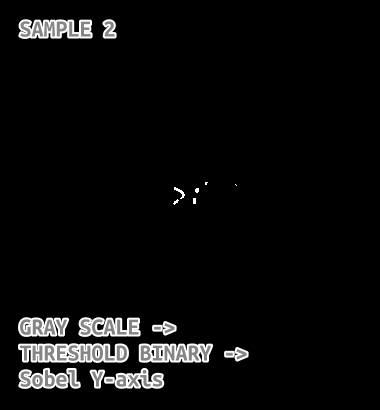 SAMPLE 2
GRAY SCALE ->
THRESHOLD BINARY ->
Sobel Y-axis